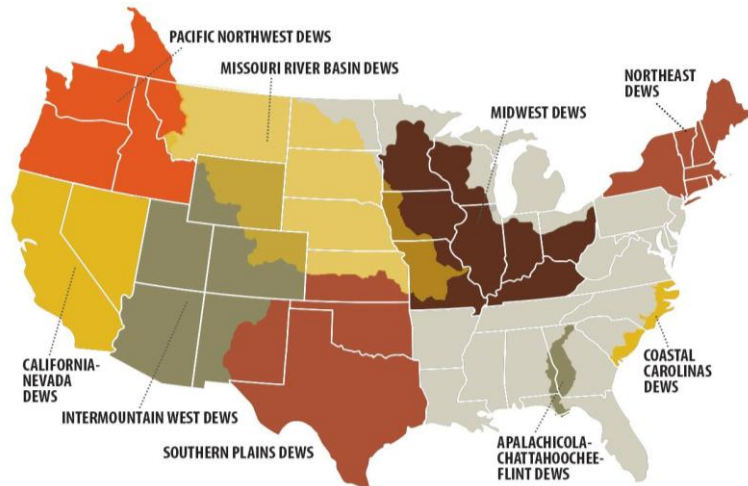 PACIFIC NORTHWEST DEWS
MISSOURI RIVER BASIN DEWS
NORTHEAST
DEWS
MIDWEST DEWS
CALIFORNIA-
NEVADA
DEWS
INTERMOUNTAIN WEST DEWS
SOUTHERN PLAINS DEWS
COASTAL
CAROLINAS
DEWS
APALACHICOLA-
CHATTAHOOCHEE-
FLINT DEWS